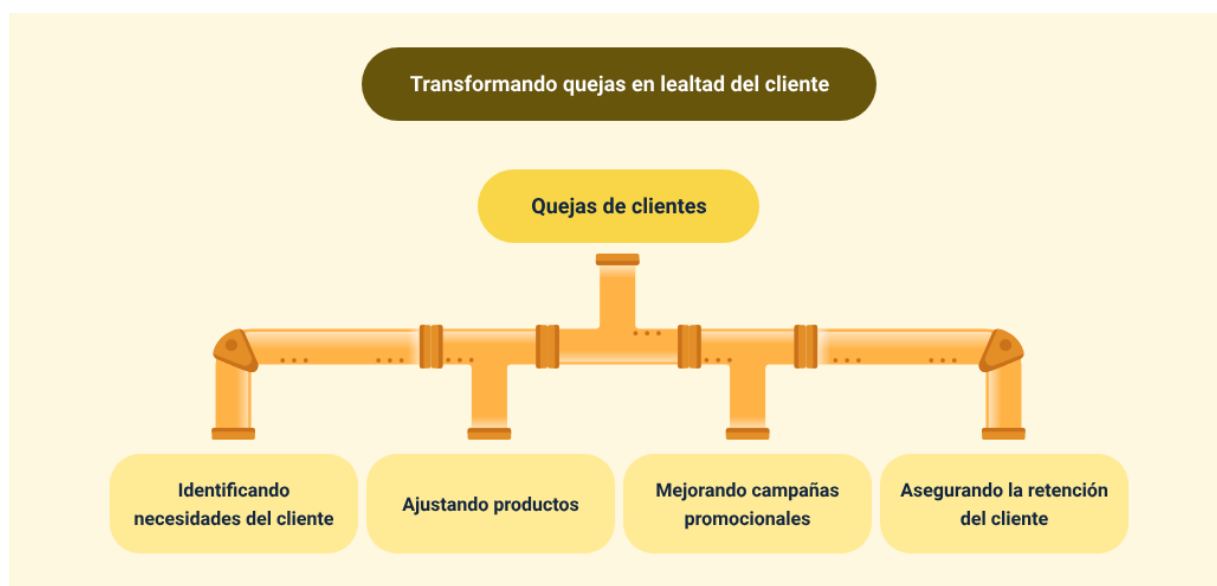 Transformando quejas en lealtad del cliente
Quejas de clientes
Identificando
necesidades del cliente
Ajustando productos
Mejorando campañas
promocionales
Asegurando la retención
del cliente